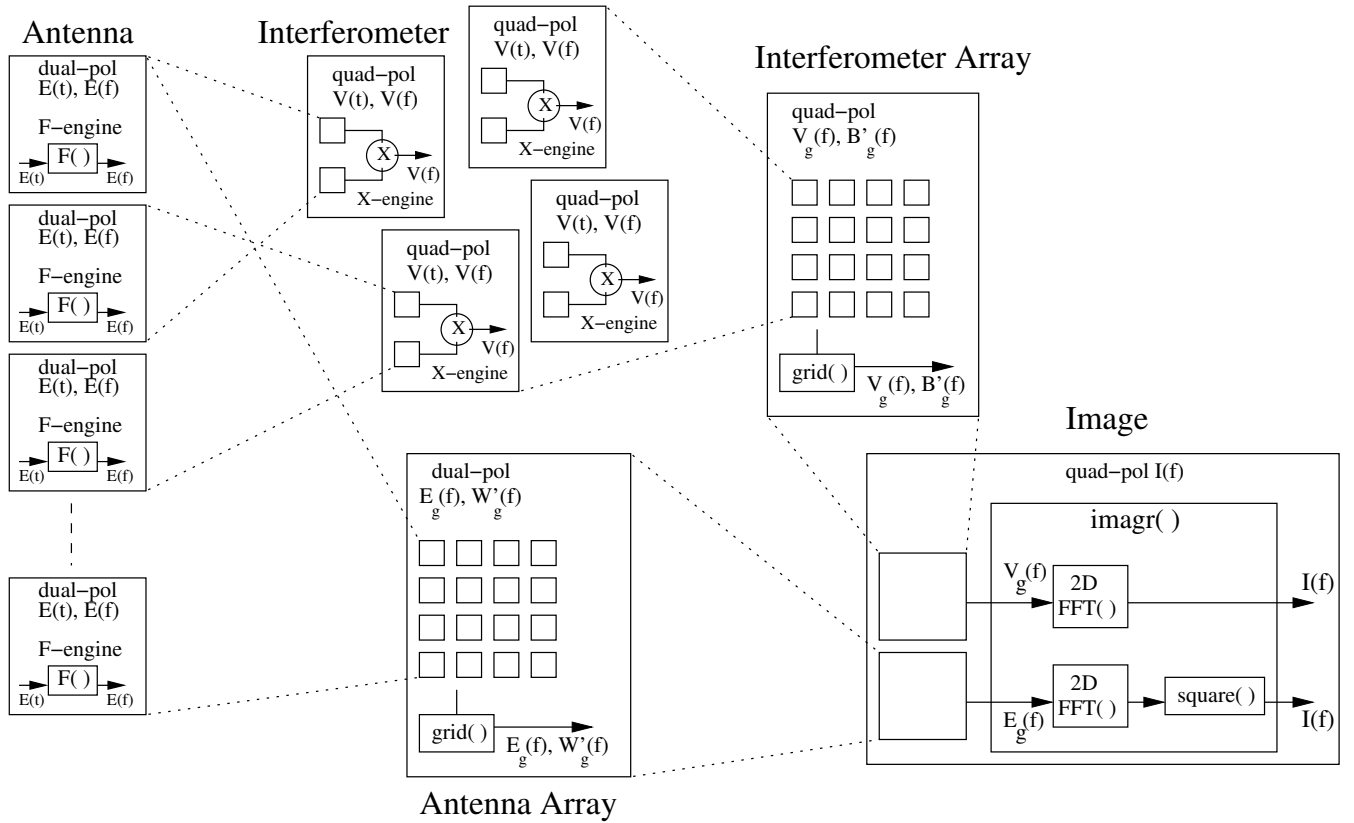 Antenna
dual−pol
E(t), E(f)
F−engine
F( )
E(t)
E(f)
dual−pol
E(t), E(f)
F−engine
F( )
E(t)
E(f)
dual−pol
E(t), E(f)
F−engine
F( )
E(t)
E(f)
dual−pol
E(t), E(f)
F−engine
F( )
E(t)
E(f)
Interferometer
quad−pol
V(t), V(f)
X
V(f)
X−engine
quad−pol
V(t), V(f)
X
V(f)
X−engine
quad−pol
V(t), V(f)
X
V(f)
X−engine
quad−pol
V(t), V(f)
X
V(f)
X−engine
Interferometer Array
quad−pol
V_g(f), B'_g(f)
grid( )
V_g(f), B'_g(f)
dual−pol
E_g(f), W'_g(f)
grid( )
E_g(f), W'_g(f)
Antenna Array
Image
quad−pol I(f)
imagr( )
V_g(f)
2D
FFT( )
I(f)
E_g(f)
2D
FFT( )
square( )
I(f)